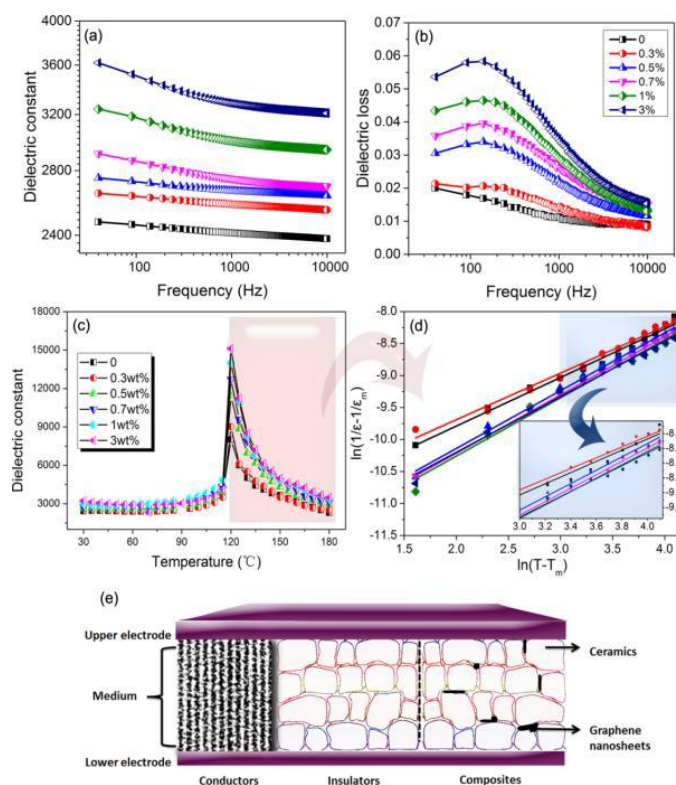 (a)
4000
3600
3200
2800
2400
Dielectric constant
100
1000
10000
Frequency (Hz)
(b)
0.07
0.06
0.05
0.04
0.03
0.02
0.01
0.00
Dielectric loss
0
0.3%
0.5%
0.7%
1%
3%
100
1000
10000
Frequency (Hz)
(c)
18000
15000
12000
9000
6000
3000
0
Dielectric constant
0
0.3wt%
0.5wt%
0.7wt%
1wt%
3wt%
30
60
90
120
150
180
Temperature (℃)
(d)
-8.0
-8.5
-9.0
-9.5
-10.0
-10.5
-11.0
-11.5
ln(1/ε-1/εm)
3.0
3.2
3.4
3.6
3.8
4.0
1.5
2.0
2.5
3.0
3.5
4.0
ln(T-Tm)
(e)
Upper electrode
Ceramics
Medium
Graphene
nanosheets
Lower electrode
Conductors
Insulators
Composites